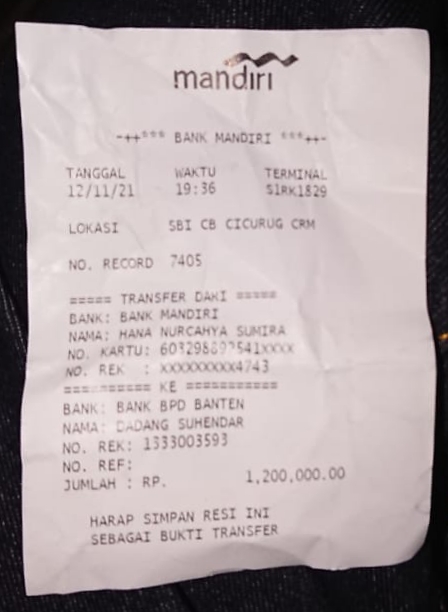 mandiri
-++*** BANK MANDIRI ***++-
TANGGAL WAKTU TERMINAL
12/11/21 19:36 S1RK1829
LOKASI SBI CB CICURUG CRM
NO. RECORD 7405
===== TRANSFER DARI =====
BANK: BANK MANDIRI
NAMA: HANA NURCAHYA SUMIRA
NO. KARTU:
NO. REK : XXXXXXXXX4743
========== KE ===========
BANK: BANK BPD BANTEN
NAMA: DADANG SUHENDAR
NO. REK: 1333003593
NO. REF:
JUMLAH : RP. 1,200,000.00
HARAP SIMPAN RESI INI
SEBAGAI BUKTI TRANSFER